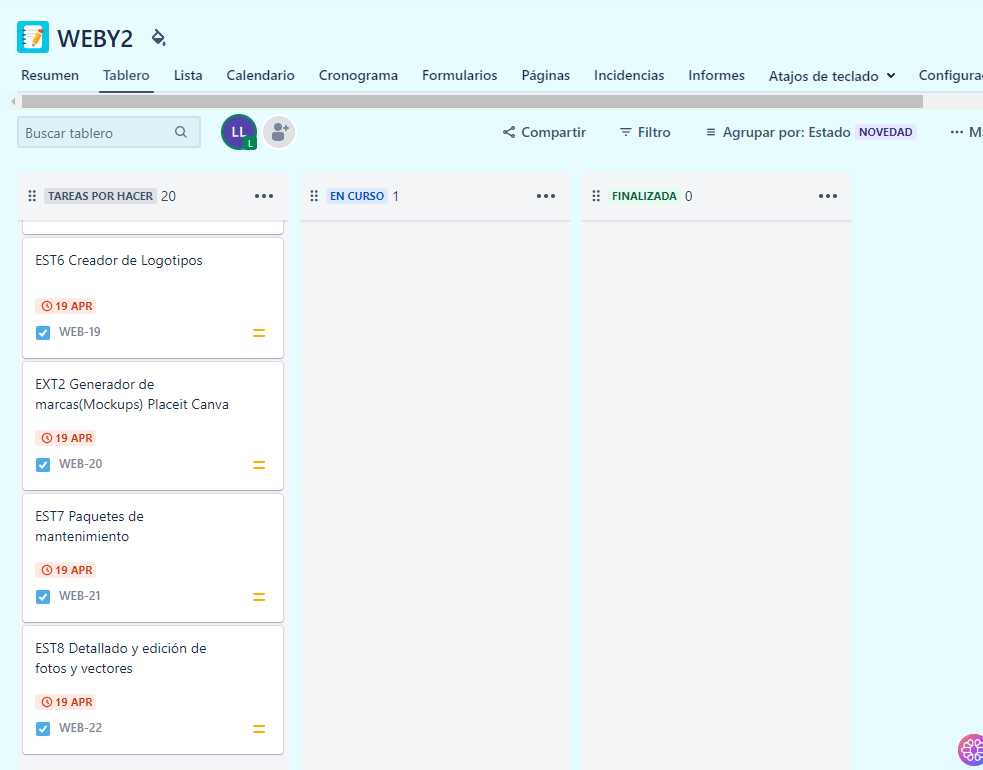 WEBY2
Resumen Tablero Lista Calendario Cronograma Formularios Páginas Incidencias Informes Atajos de teclado
Buscar tablero LL L Compartir Filtro Agrupar por: Estado NOVEDAD
TAREAS POR HACER 20
EN CURSO 1
FINALIZADA 0
EST6 Creador de Logotipos
19 APR
WEB-19
EXT2 Generador de
marcas(Mockups) Placeit Canva
19 APR
WEB-20
EST7 Paquetes de
mantenimiento
19 APR
WEB-21
EST8 Detallado y edición de
fotos y vectores
19 APR
WEB-22